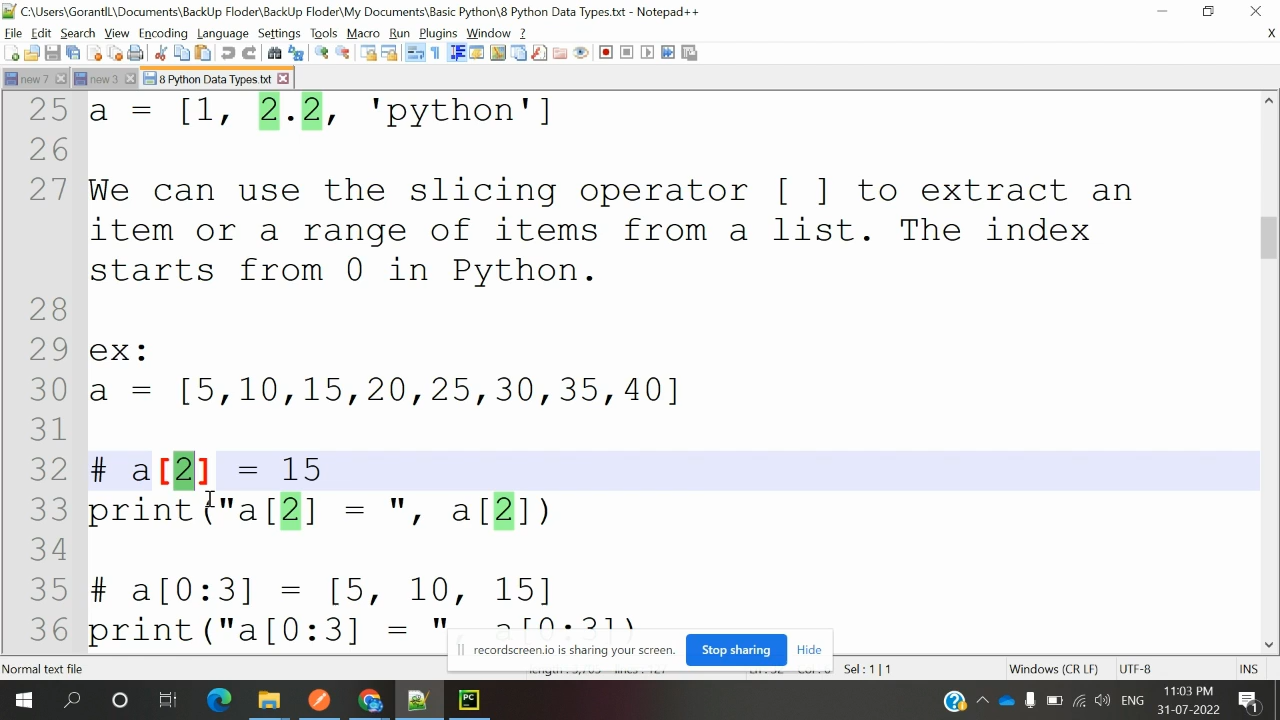 C:\Users\GorantlL\Documents\BackUp Floder\BackUp Floder\My Documents\Basic Python\8 Python Data Types.txt - Notepad++
File Edit Search View Encoding Language Settings Tools Macro Run Plugins Window ? X
new 7 new 3 8 Python Data Types.txt
25 a = [1, 2.2, 'python']
26
27 We can use the slicing operator [ ] to extract an
item or a range of items from a list. The index
starts from 0 in Python.
28
29 ex:
30 a = [5,10,15,20,25,30,35,40]
31
32 # a[2] = 15
33 print("a[2] = ", a[2])
34
35 # a[0:3] = [5, 10, 15]
36 print("a[0:3] = ", a[0:3])
recordscreen.io is sharing your screen. Stop sharing Hide
Normal text file Sel : 1 | 1 Windows (CR LF) UTF-8 INS
PC ENG 11:03 PM
31-07-2022 1